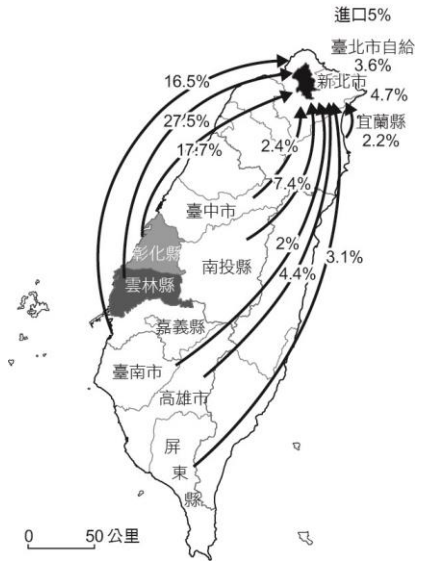 進口5%
臺北市自給
3.6%
新北市
4.7%
宜蘭縣
2.2%
16.5%
27.5%
17.7%
2.4%
7.4%
臺中市
2%
3.1%
彰化縣
南投縣
4.4%
雲林縣
嘉義縣
臺南市
高雄市
屏
東
縣
0 50 公里